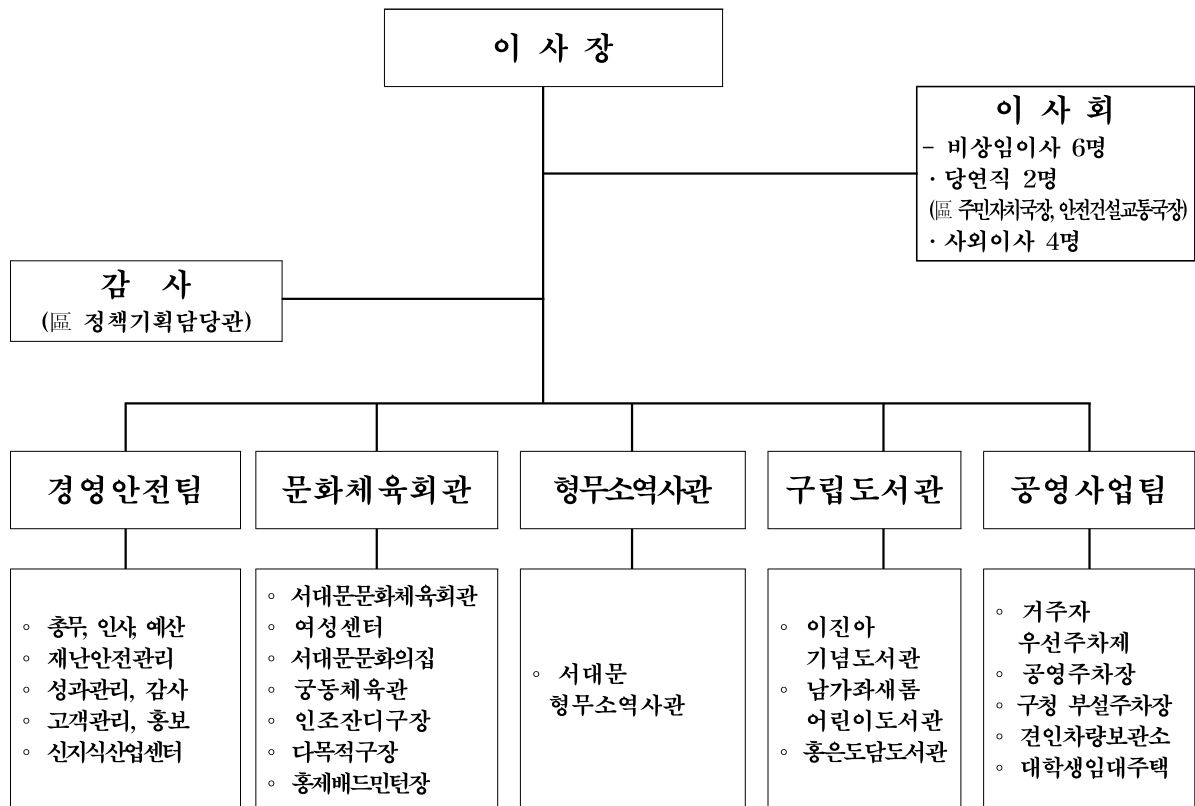 이 사 장
이 사 회
- 비상임이사 6명
· 당연직 2명
(區 주민자치국장, 안전건설교통국장)
· 사외이사 4명
감 사
(區 정책기획담당관)
경영안전팀
문화체육회관
형무소역사관
구립도서관
공영사업팀
◦ 총무, 인사, 예산
◦ 재난안전관리
◦ 성과관리, 감사
◦ 고객관리, 홍보
◦ 신지식산업센터
◦ 서대문문화체육회관
◦ 여성센터
◦ 서대문문화의집
◦ 궁동체육관
◦ 인조잔디구장
◦ 다목적구장
◦ 홍제배드민턴장
◦ 서대문
형무소역사관
◦ 이진아
기념도서관
◦ 남가좌새롬
어린이도서관
◦ 홍은도담도서관
◦ 거주자
우선주차제
◦ 공영주차장
◦ 구청 부설주차장
◦ 견인차량보관소
◦ 대학생임대주택